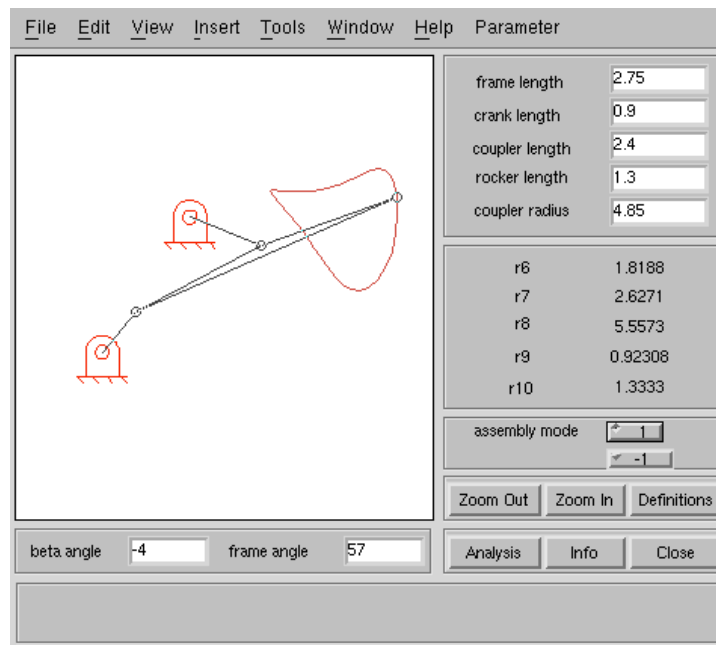 File Edit View Insert Tools Window Help Parameter
frame length 2.75
crank length 0.9
coupler length 2.4
rocker length 1.3
coupler radius 4.85
r6 1.8188
r7 2.6271
r8 5.5573
r9 0.92308
r10 1.3333
assembly mode 1
-1
Zoom Out Zoom In Definitions
beta angle -4 frame angle 57
Analysis Info Close